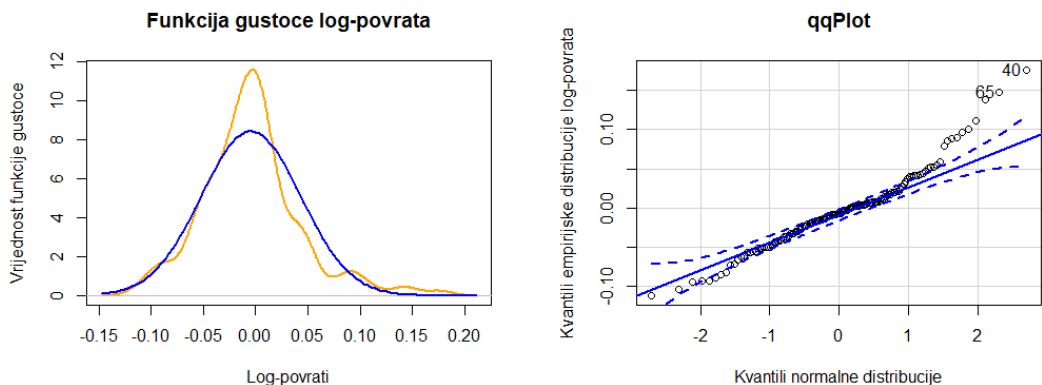 Funkcija gustoce log-povrata
Vrijednost funkcije gustoce
12
10
8
6
4
2
0
-0.15 -0.10 -0.05 0.00 0.05 0.10 0.15 0.20
Log-povrati
qqPlot
Kvantili empirijske distribucije log-povrata
0.10
0.00
-0.10
40
65
-2 -1 0 1 2
Kvantili normalne distribucije